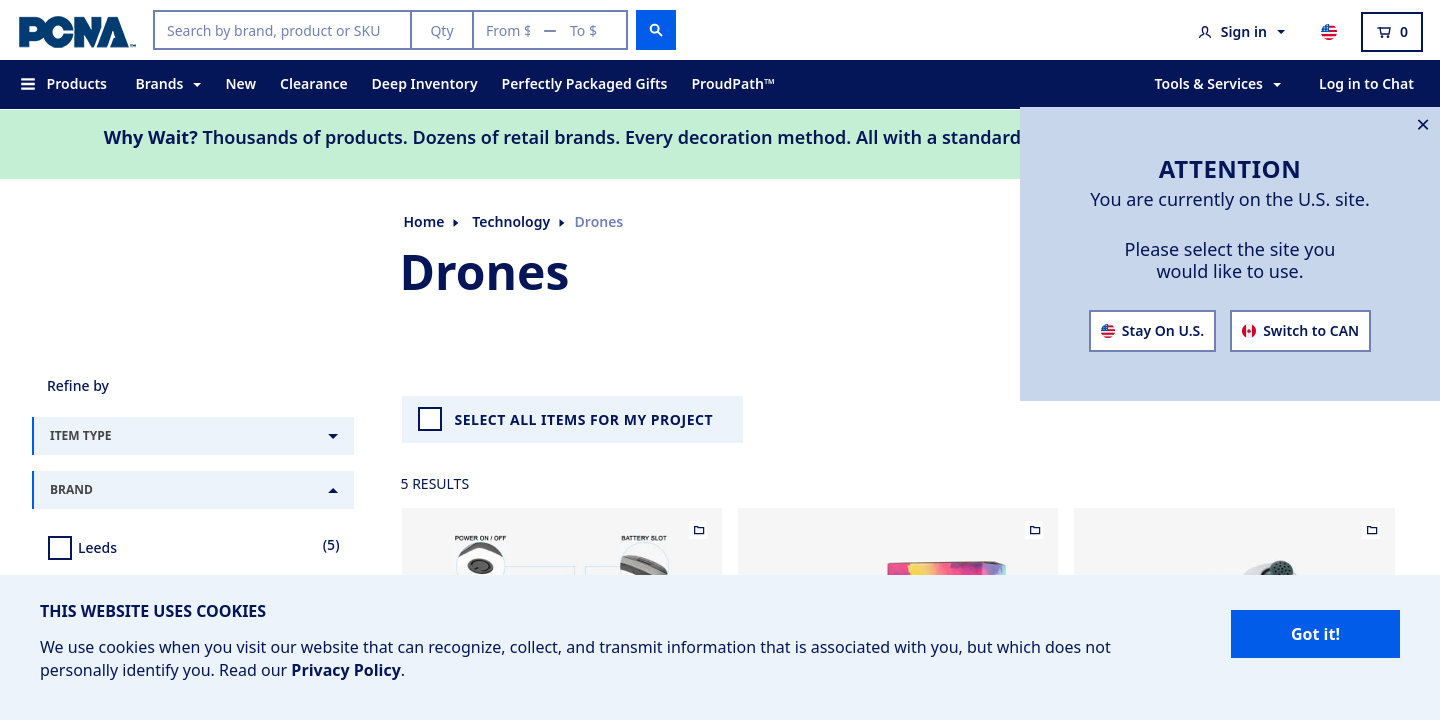 PCNA
Search by brand, product or SKU
Qty
From $ — To $
Sign in
0
Products
Brands
New
Clearance
Deep Inventory
Perfectly Packaged Gifts
ProudPath™
Tools & Services
Log in to Chat
Why Wait? Thousands of products. Dozens of retail brands. Every decoration method. All with a standard
ATTENTION
You are currently on the U.S. site.
Please select the site you
would like to use.
Stay On U.S.
Switch to CAN
Home
Technology
Drones
Drones
Refine by
ITEM TYPE
BRAND
Leeds
(5)
SELECT ALL ITEMS FOR MY PROJECT
5 RESULTS
POWER ON / OFF
BATTERY SLOT
THIS WEBSITE USES COOKIES
We use cookies when you visit our website that can recognize, collect, and transmit information that is associated with you, but which does not
personally identify you. Read our Privacy Policy.
Got it!